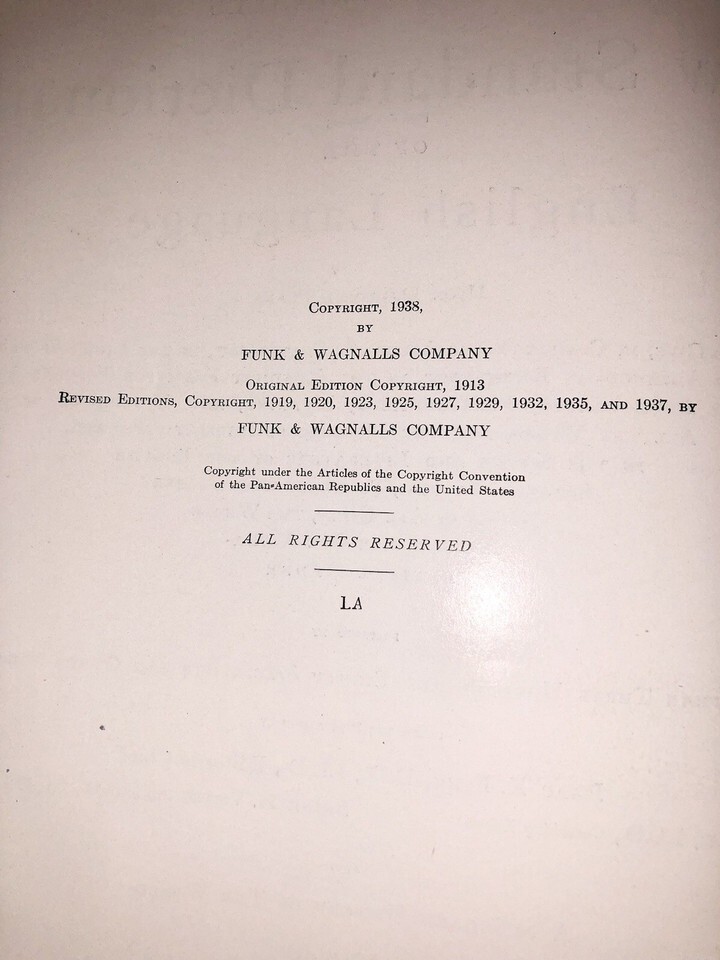 COPYRIGHT, 1938,
BY
FUNK & WAGNALLS COMPANY
ORIGINAL EDITION COPYRIGHT, 1913
REVISED EDITIONS, COPYRIGHT, 1919, 1920, 1923, 1925, 1927, 1929, 1932, 1935, AND 1937, BY
FUNK & WAGNALLS COMPANY
Copyright under the Articles of the Copyright Convention
of the Pan-American Republics and the United States
ALL RIGHTS RESERVED
LA